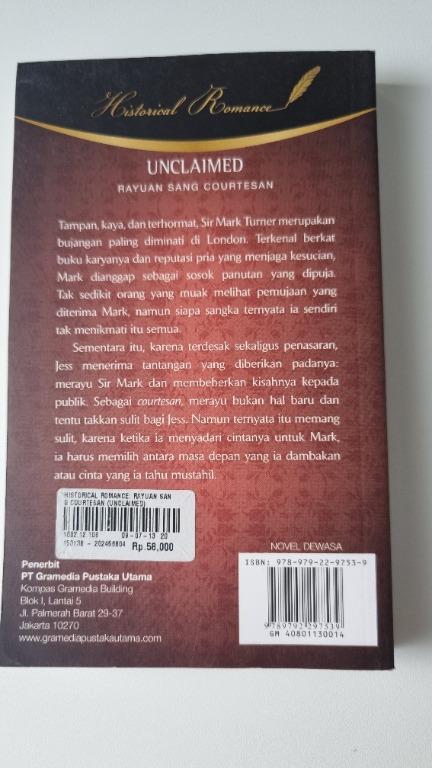 Historical Romance
UNCLAIMED
RAYUAN SANG COURTESAN
Tampan, kaya, dan terhormat, Sir Mark Turner merupakan
bujangan paling diminati di London. Terkenal berkat
buku karyanya dan reputasi pria yang menjaga kesucian,
Mark dianggap sebagai sosok panutan yang dipuja.
Tak sedikit orang yang muak melihat pemujaan yang
diterima Mark, namun siapa sangka ternyata ia sendiri
tak menikmati itu semua.
Sementara itu, karena terdesak sekaligus penasaran,
Jess menerima tantangan yang diberikan padanya:
merayu Sir Mark dan membeberkan kisahnya kepada
publik. Sebagai courtesan, merayu bukan hal baru dan
tentu takkan sulit bagi Jess. Namun ternyata itu memang
sulit, karena ketika ia menyadari cintanya untuk Mark,
ia harus memilih antara masa depan yang ia dambakan
atau cinta yang ia tahu mustahil.
HISTORICAL ROMANCE: RAYUAN SAN
G COURTESAN (UNCLAIMED)
09-07-13 20
Rp.58,000
NOVEL DEWASA
Penerbit
PT Gramedia Pustaka Utama
Kompas Gramedia Building
Blok I, Lantai 5
Jl. Palmerah Barat 29-37
Jakarta 10270
www.gramediapustakautama.com
ISBN: 978-979-22-9753-9
9789792297539
GM 40801130014